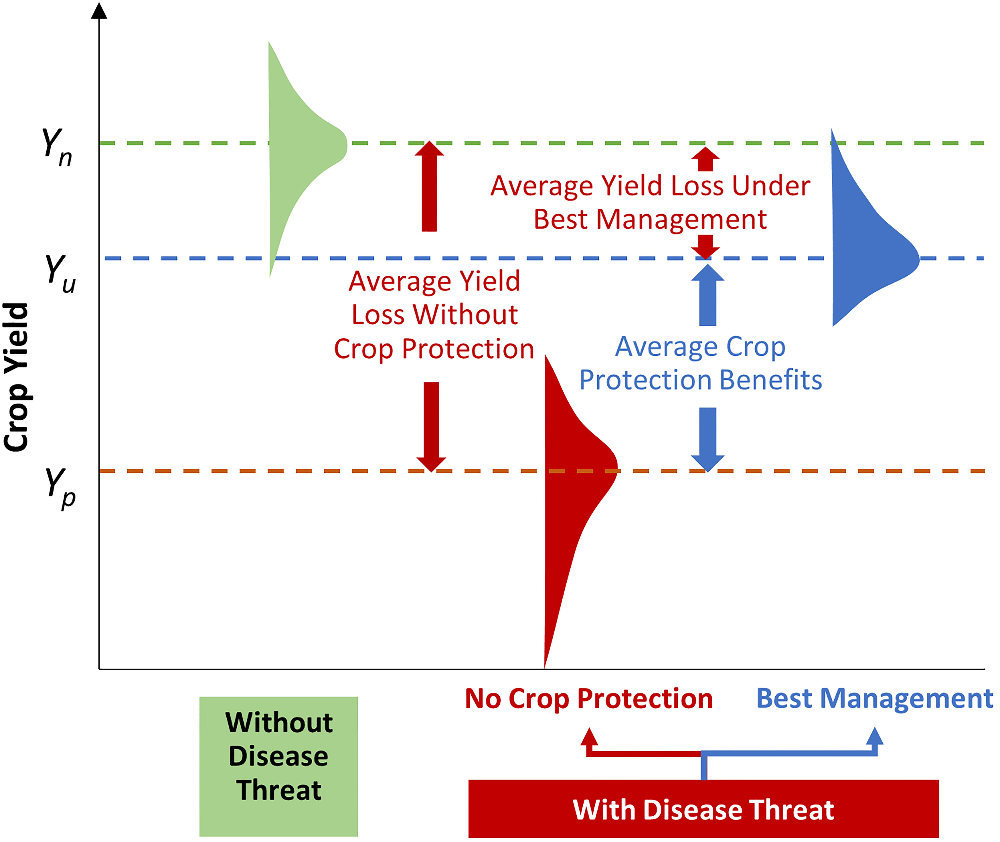 Crop Yield
Yn
Yu
Yp
Average Yield Loss Under
Best Management
Average Yield
Loss Without
Crop Protection
Average Crop
Protection Benefits
No Crop Protection
Best Management
Without
Disease
Threat
With Disease Threat